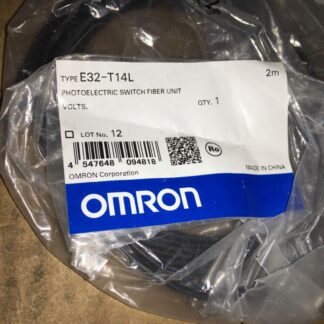 TYPE E32-T14L 2m
PHOTOELECTRIC SWITCH FIBER UNIT
VOLTS. QTY. 1
LOT No. 12
4 547648 094818
Ro
OMRON Corporation MADE IN CHINA
OMRON